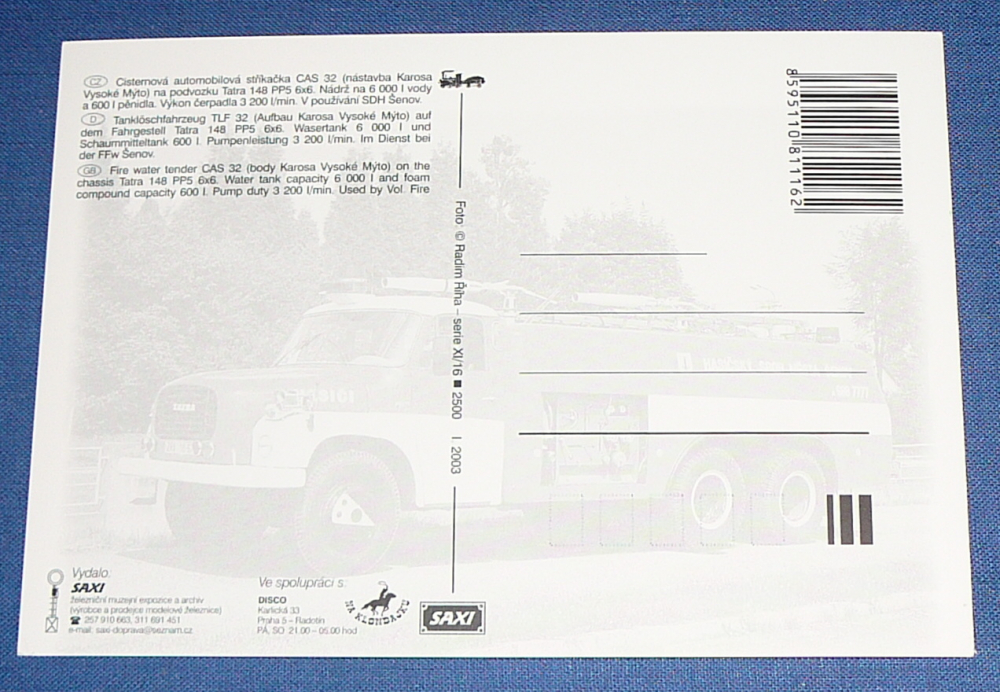 CZ Cisternová automobilová stříkačka CAS 32 (nástavba Karosa
Vysoké Mýto) na podvozku Tatra 148 PP5 6x6. Nádrž na 6 000 l vody
a 600 l pěnidla. Výkon čerpadla 3 200 l/min. V používání SDH Šenov.
D Tanklöschfahrzeug TLF 32 (Aufbau Karosa Vysoké Mýto) auf
dem Fahrgestell Tatra 148 PP5 6x6. Wasertank 6 000 l und
Schaummitteltank 600 l. Pumpenleistung 3 200 l/min. Im Dienst bei
der FFw Šenov.
GB Fire water tender CAS 32 (body Karosa Vysoké Mýto) on the
chassis Tatra 148 PP5 6x6. Water tank capacity 6 000 l and foam
compound capacity 600 l. Pump duty 3 200 l/min. Used by Vol. Fire
8595110811162
Foto © Radim Říha – serie XI/16 ■ 2500 I. 2003
TATRA
Vydalo:
SAXI
železniční muzejní expozice a archiv
(výrobce a prodejce modelové železnice)
☎ 257 910 663, 311 691 451
e-mail: saxi-doprava@seznam.cz
Ve spolupráci s:
DISCO
Karlická 33
Praha 5 – Radotín
PÁ, SO 21.00 – 05.00 hod
NA KLONDAJKU
SAXI